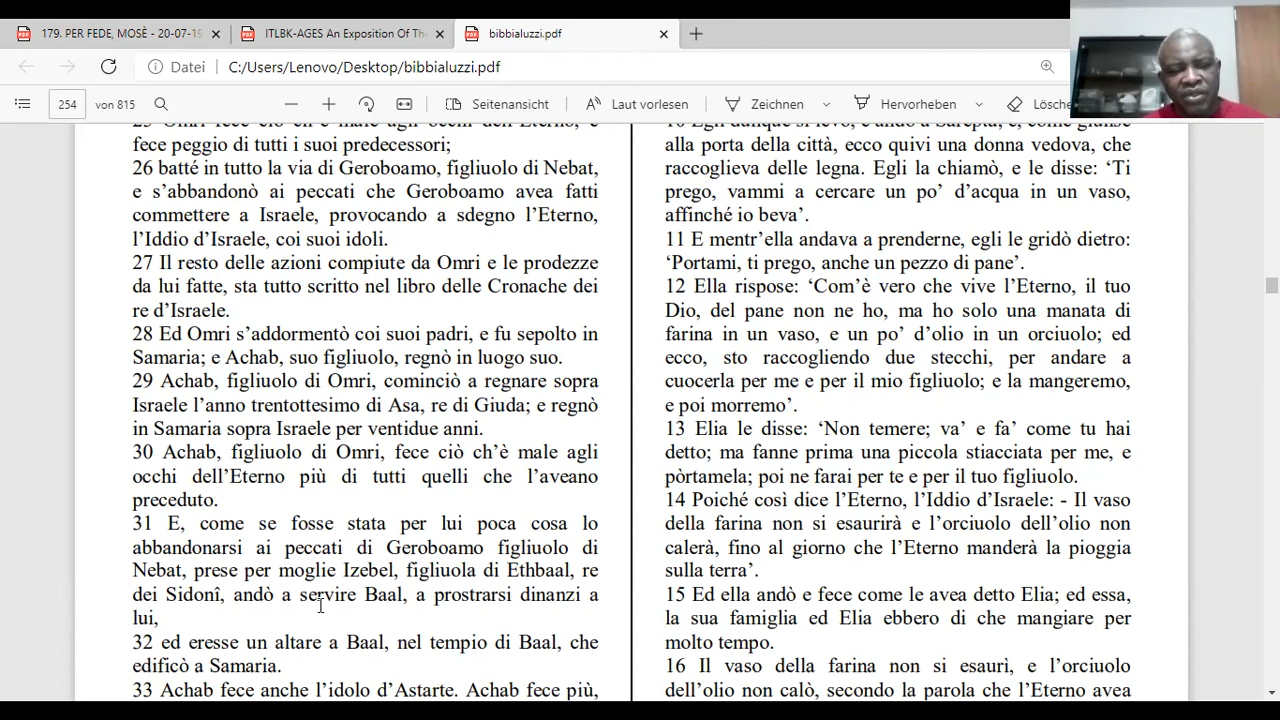 179. PER FEDE, MOSÈ - 20-07-19
ITLBK-AGES An Exposition Of Th
bibbialuzzi.pdf
Datei
C:/Users/Lenovo/Desktop/bibbialuzzi.pdf
254 von 815
Seitenansicht
Laut vorlesen
Zeichnen
Hervorheben
Lösche
fece peggio di tutti i suoi predecessori;
26 batté in tutto la via di Geroboamo, figliuolo di Nebat,
e s’abbandonò ai peccati che Geroboamo avea fatti
commettere a Israele, provocando a sdegno l’Eterno,
l’Iddio d’Israele, coi suoi idoli.
27 Il resto delle azioni compiute da Omri e le prodezze
da lui fatte, sta tutto scritto nel libro delle Cronache dei
re d’Israele.
28 Ed Omri s’addormentò coi suoi padri, e fu sepolto in
Samaria; e Achab, suo figliuolo, regnò in luogo suo.
29 Achab, figliuolo di Omri, cominciò a regnare sopra
Israele l’anno trentottesimo di Asa, re di Giuda; e regnò
in Samaria sopra Israele per ventidue anni.
30 Achab, figliuolo di Omri, fece ciò ch’è male agli
occhi dell’Eterno più di tutti quelli che l’aveano
preceduto.
31 E, come se fosse stata per lui poca cosa lo
abbandonarsi ai peccati di Geroboamo figliuolo di
Nebat, prese per moglie Izebel, figliuola di Ethbaal, re
dei Sidonî, andò a servire Baal, a prostrarsi dinanzi a
lui,
32 ed eresse un altare a Baal, nel tempio di Baal, che
edificò a Samaria.
33 Achab fece anche l’idolo d’Astarte. Achab fece più,
alla porta della città, ecco quivi una donna vedova, che
raccoglieva delle legna. Egli la chiamò, e le disse: ‘Ti
prego, vammi a cercare un po’ d’acqua in un vaso,
affinché io beva’.
11 E mentr’ella andava a prenderne, egli le gridò dietro:
‘Portami, ti prego, anche un pezzo di pane’.
12 Ella rispose: ‘Com’è vero che vive l’Eterno, il tuo
Dio, del pane non ne ho, ma ho solo una manata di
farina in un vaso, e un po’ d’olio in un orciuolo; ed
ecco, sto raccogliendo due stecchi, per andare a
cuocerla per me e per il mio figliuolo; e la mangeremo,
e poi morremo’.
13 Elia le disse: ‘Non temere; va’ e fa’ come tu hai
detto; ma fanne prima una piccola stiacciata per me, e
pòrtamela; poi ne farai per te e per il tuo figliuolo.
14 Poiché così dice l’Eterno, l’Iddio d’Israele: - Il vaso
della farina non si esaurirà e l’orciuolo dell’olio non
calerà, fino al giorno che l’Eterno manderà la pioggia
sulla terra’.
15 Ed ella andò e fece come le avea detto Elia; ed essa,
la sua famiglia ed Elia ebbero di che mangiare per
molto tempo.
16 Il vaso della farina non si esaurì, e l’orciuolo
dell’olio non calò, secondo la parola che l’Eterno avea